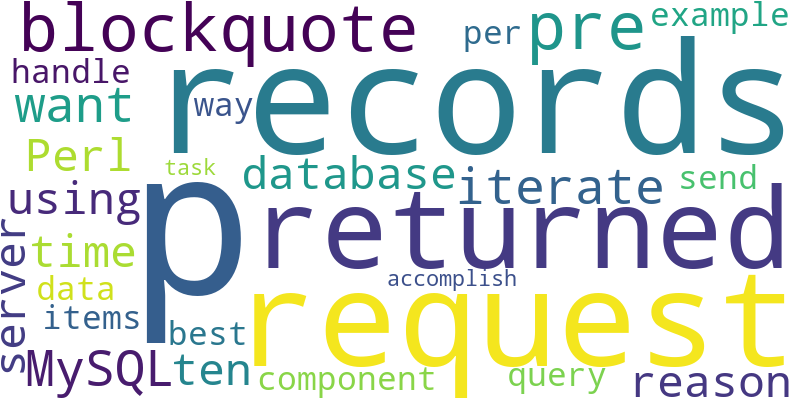 blockquote
pre
example
per
records
handle
want
way
Perl
task
database
iterate
send
p
using
returned
server
time
accomplish
request
data
items
best
MySQL
ten
component
query
reason